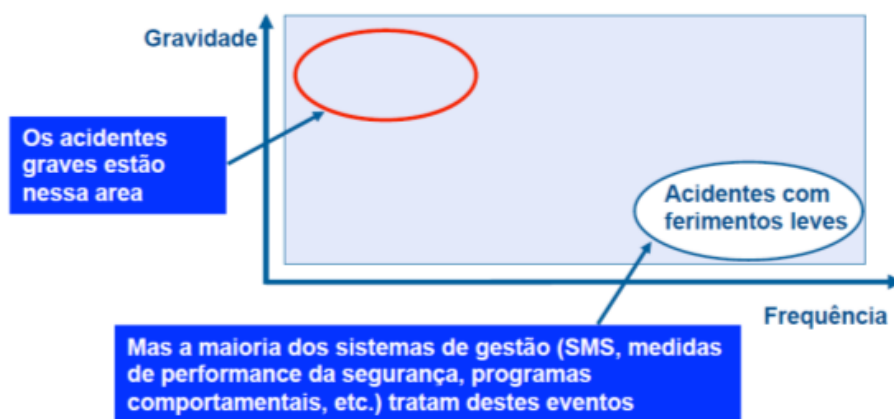 Gravidade
Os acidentes
graves estão
nessa area
Acidentes com
ferimentos leves
Frequência
Mas a maioria dos sistemas de gestão (SMS, medidas
de performance da segurança, programas
comportamentais, etc.) tratam destes eventos